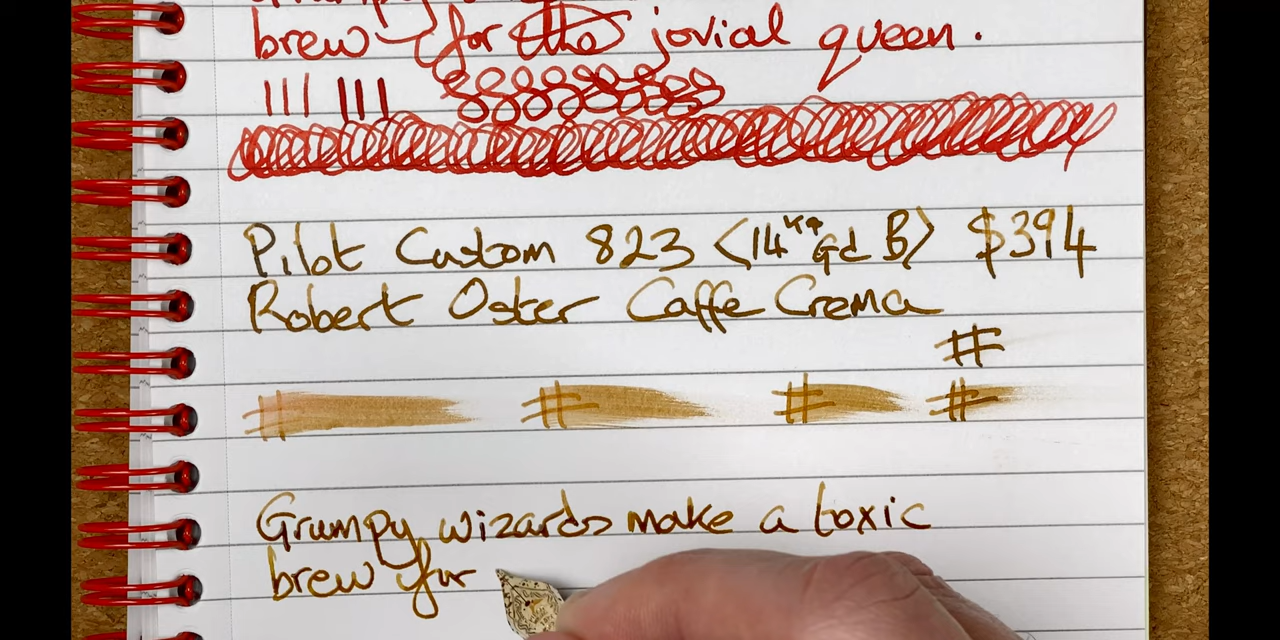 brew for the jovial queen.
Pilot Custom 823 <14kt Gd B> $394
Robert Oster Caffe Crema
#
# # # #
Grumpy wizards make a toxic
brew for